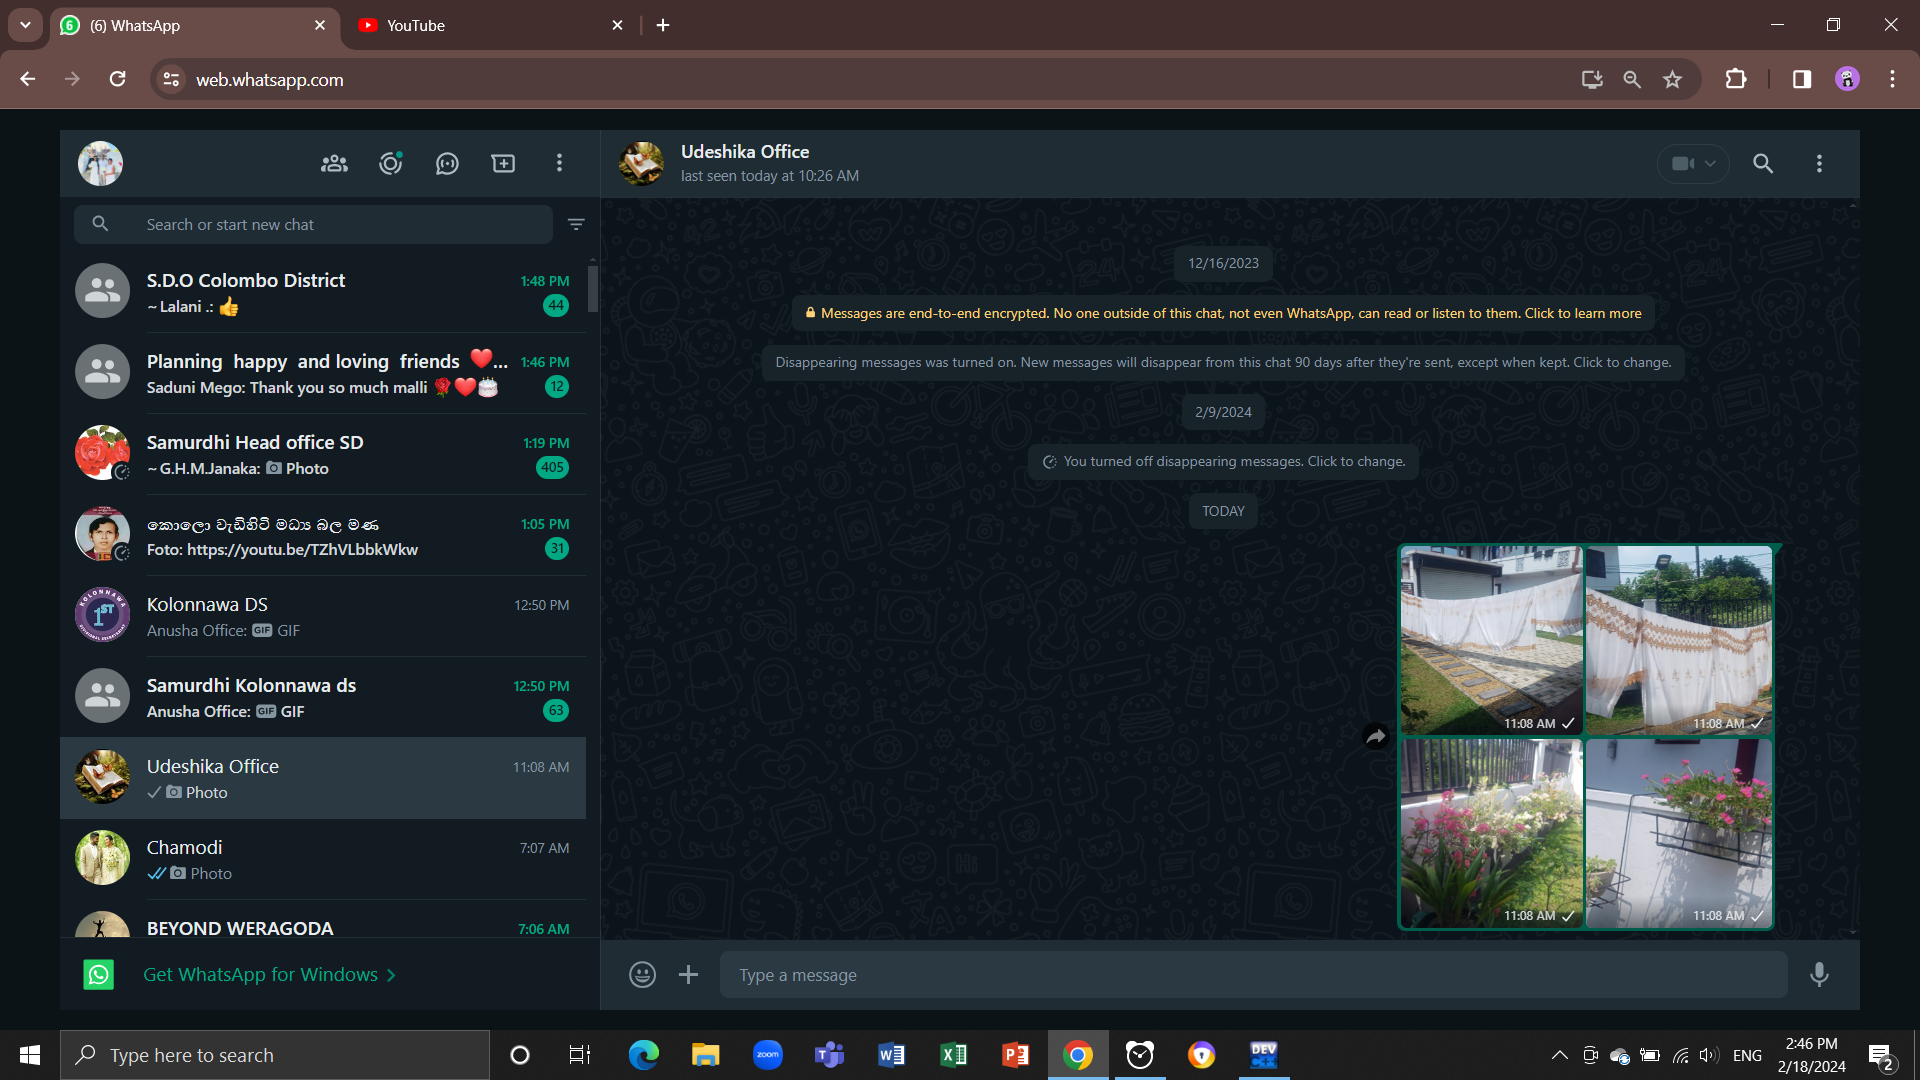 (6) WhatsApp
YouTube
web.whatsapp.com
Search or start new chat
S.D.O Colombo District
1:48 PM
~ Lalani .: 👍
44
Planning happy and loving friends ❤️...
1:46 PM
Saduni Mego: Thank you so much malli 🌹❤️🎂
12
Samurdhi Head office SD
1:19 PM
~ G.H.M.Janaka: Photo
405
කොලො වැඩිහිටි මධ්‍ය බල මණ
1:05 PM
Foto: https://youtu.be/TZhVLbbkWkw
31
KOLONNAWA
1ST
Kolonnawa DS
12:50 PM
Anusha Office: GIF GIF
Samurdhi Kolonnawa ds
12:50 PM
Anusha Office: GIF GIF
63
Udeshika Office
11:08 AM
Photo
Chamodi
7:07 AM
Photo
BEYOND WERAGODA
7:06 AM
Get WhatsApp for Windows
Udeshika Office
last seen today at 10:26 AM
12/16/2023
Messages are end-to-end encrypted. No one outside of this chat, not even WhatsApp, can read or listen to them. Click to learn more
Disappearing messages was turned on. New messages will disappear from this chat 90 days after they're sent, except when kept. Click to change.
2/9/2024
You turned off disappearing messages. Click to change.
TODAY
11:08 AM
11:08 AM
11:08 AM
11:08 AM
Type a message
Type here to search
zoom
DEV
C++
ENG
2:46 PM
2/18/2024
2